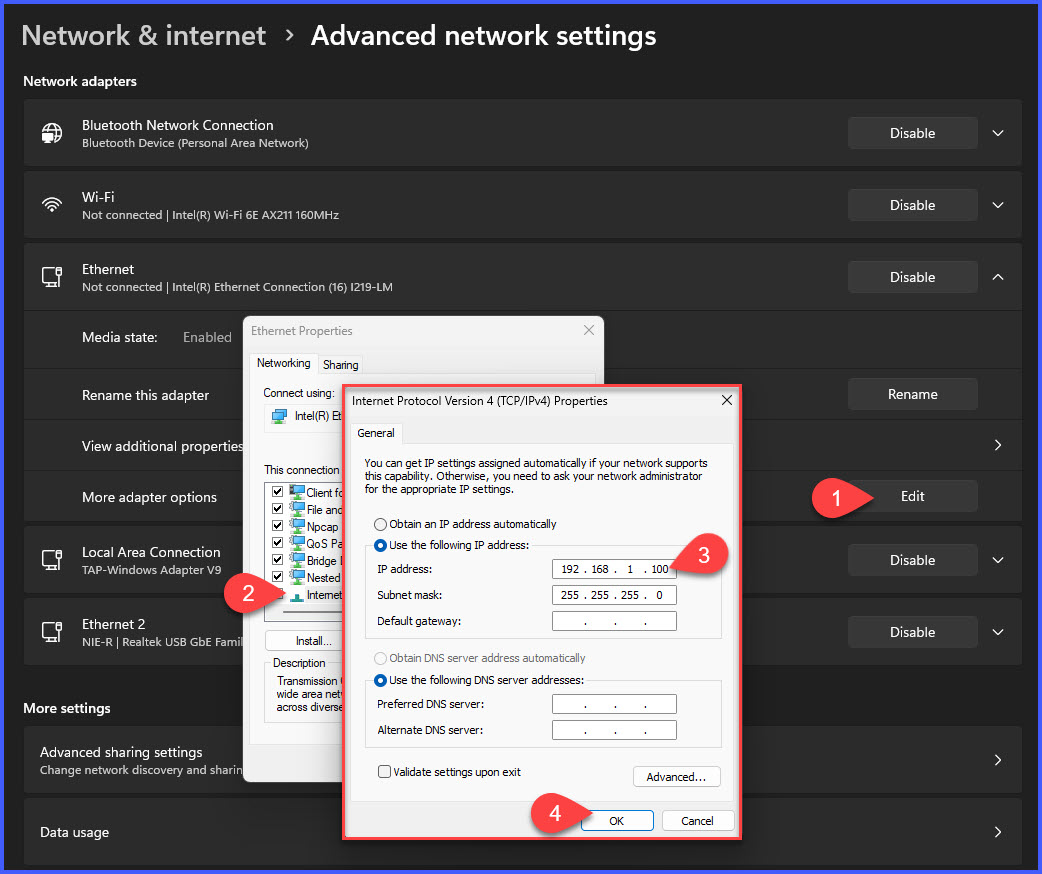 Network & internet > Advanced network settings
Network adapters
Bluetooth Network Connection
Bluetooth Device (Personal Area Network)
Disable
Wi-Fi
Not connected | Intel(R) Wi-Fi 6E AX211 160MHz
Disable
Ethernet
Not connected | Intel(R) Ethernet Connection (16) I219-LM
Disable
Media state: Enabled
Rename this adapter
Rename
View additional properties
More adapter options
1
Edit
Local Area Connection
TAP-Windows Adapter V9
Disable
Ethernet 2
NIE-R | Realtek USB GbE Famil
Disable
More settings
Advanced sharing settings
Change network discovery and sharin
Data usage
Ethernet Properties
Networking Sharing
Connect using:
Intel(R) Et
This connection
Client fo
File and
Npcap
QoS Pa
Bridge
Nested
2
Internet
Install...
Description
Transmission
wide area net
across diverse
Internet Protocol Version 4 (TCP/IPv4) Properties
General
You can get IP settings assigned automatically if your network supports
this capability. Otherwise, you need to ask your network administrator
for the appropriate IP settings.
Obtain an IP address automatically
Use the following IP address:
IP address: 192 . 168 . 1 . 100
3
Subnet mask: 255 . 255 . 255 . 0
Default gateway: . . .
Obtain DNS server address automatically
Use the following DNS server addresses:
Preferred DNS server: . . .
Alternate DNS server: . . .
Validate settings upon exit
Advanced...
4
OK Cancel